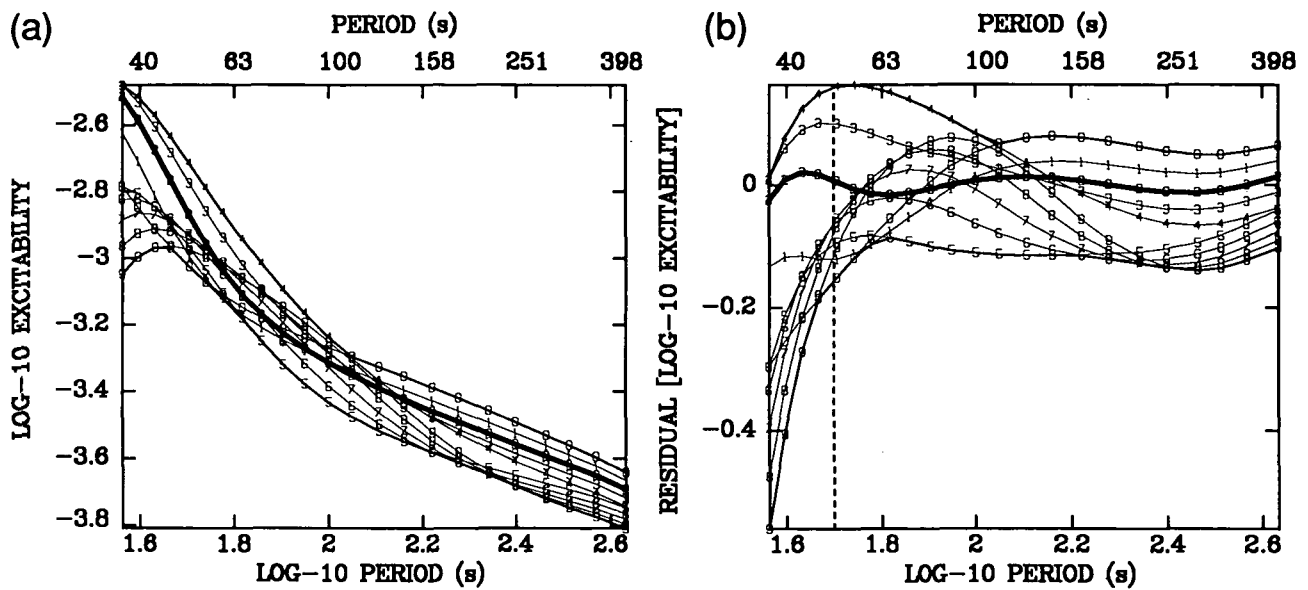 (a)
PERIOD (s)
40 63 100 158 251 398
LOG-10 EXCITABILITY
-2.6
-2.8
-3
-3.2
-3.4
-3.6
-3.8
1.6 1.8 2 2.2 2.4 2.6
LOG-10 PERIOD (s)
(b)
PERIOD (s)
40 63 100 158 251 398
RESIDUAL [LOG-10 EXCITABILITY]
0
-0.2
-0.4
1.6 1.8 2 2.2 2.4 2.6
LOG-10 PERIOD (s)